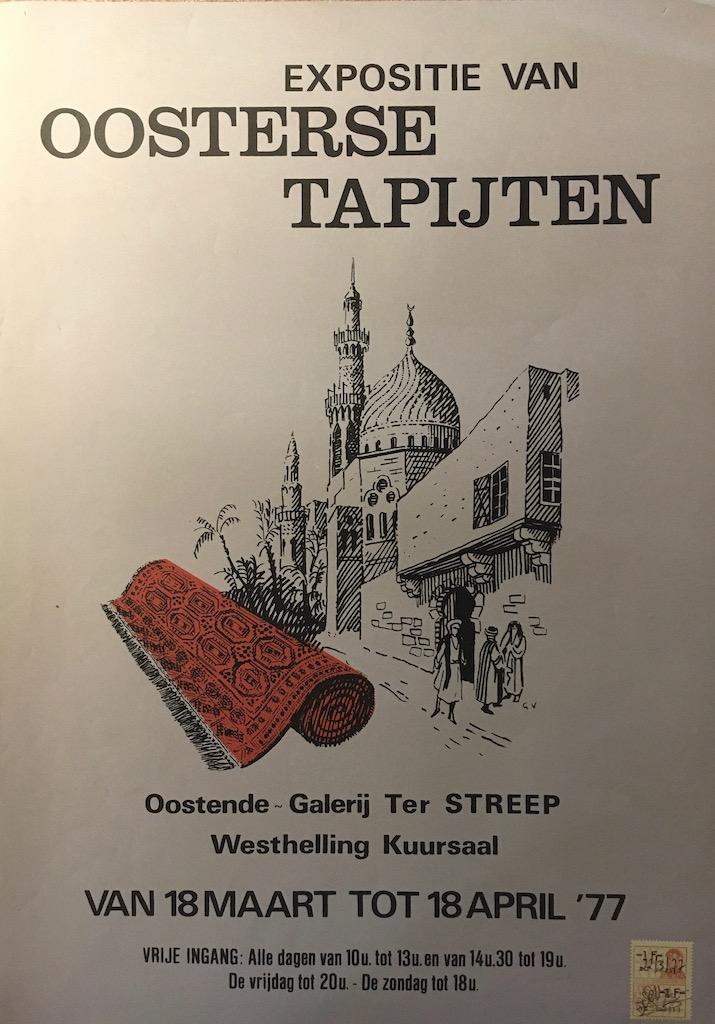 EXPOSITIE VAN
OOSTERSE
TAPIJTEN
G V
Oostende ~ Galerij Ter STREEP
Westhelling Kuursaal
VAN 18 MAART TOT 18 APRIL '77
VRIJE INGANG: Alle dagen van 10u. tot 13u. en van 14u.30 tot 19u.
De vrijdag tot 20u. - De zondag tot 18u.